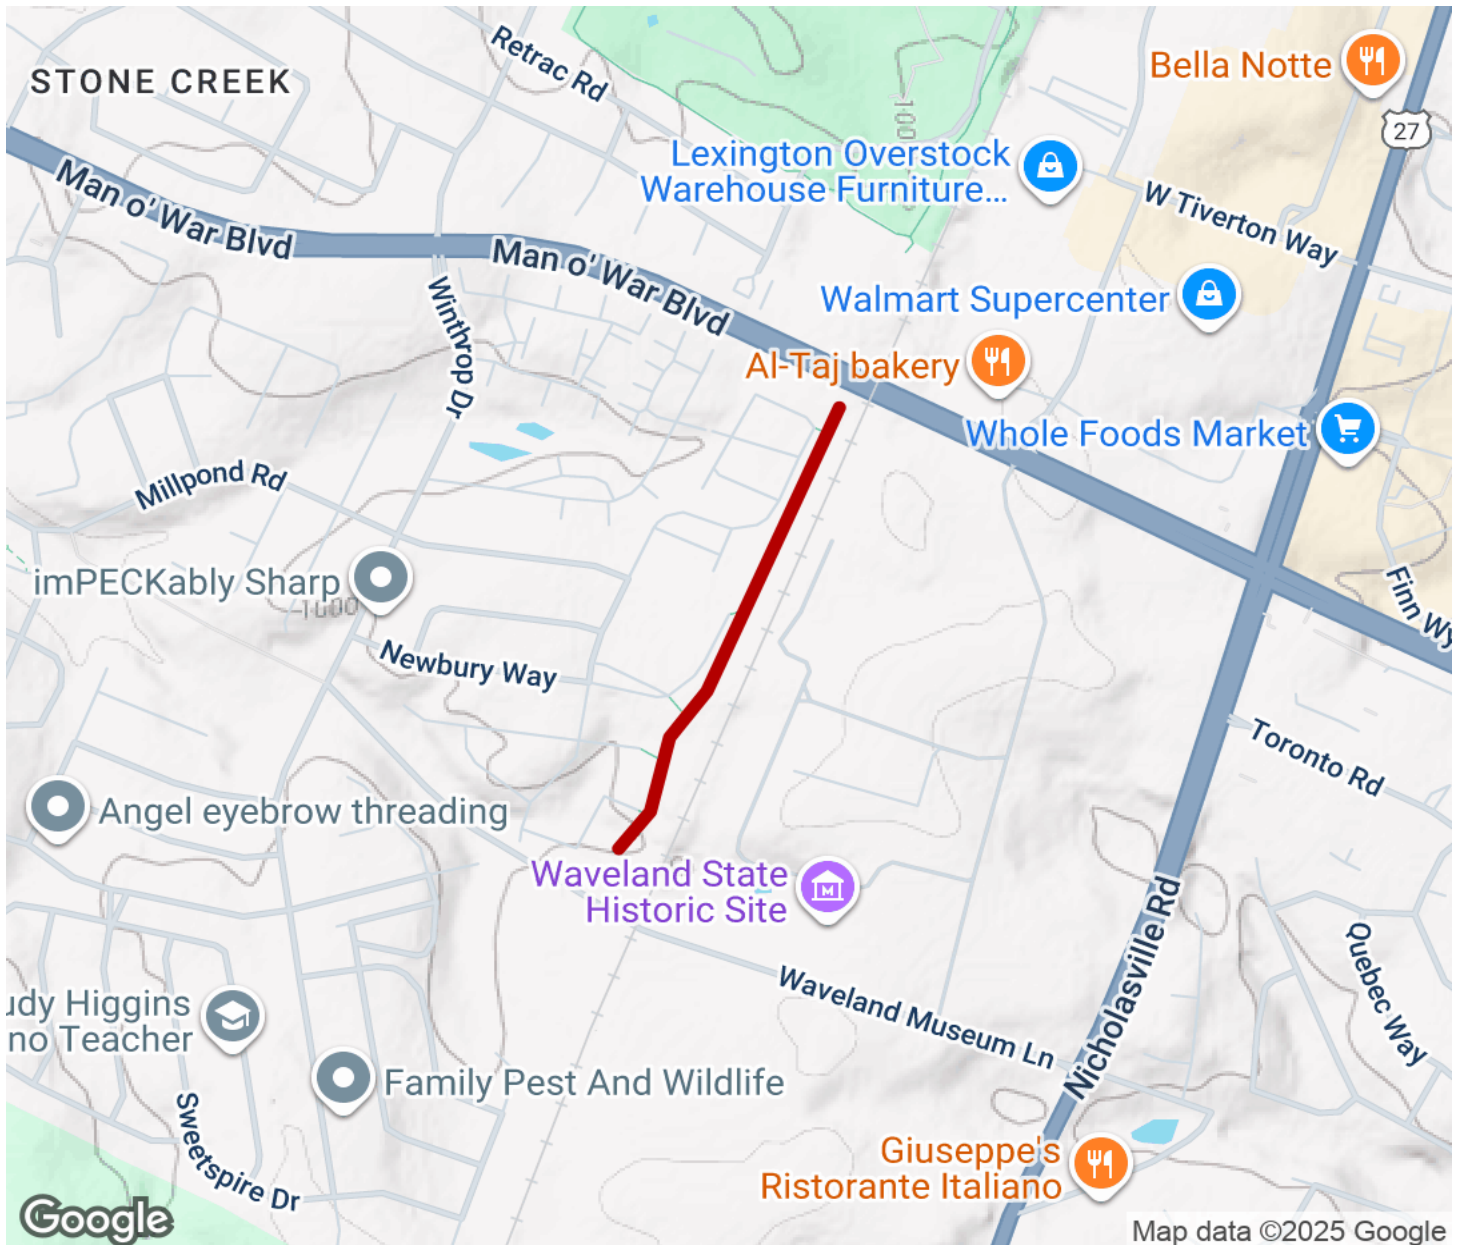 Retrac Rd
Bella Notte
STONE CREEK
27
100
Lexington Overstock
Warehouse Furniture...
Man o' War Blvd
W Tiverton Way
Man o' War Blvd
Winthrop Dr
Walmart Supercenter
Al-Taj bakery
Whole Foods Market
Millpond Rd
imPECKably Sharp
1000
Finn Wy
Newbury Way
Toronto Rd
Angel eyebrow threading
Waveland State
Historic Site
Nicholasville Rd
Quebec Way
udy Higgins
no Teacher
Waveland Museum Ln
Family Pest And Wildlife
Sweetspire Dr
Giuseppe's
Ristorante Italiano
Google
Map data ©2025 Google